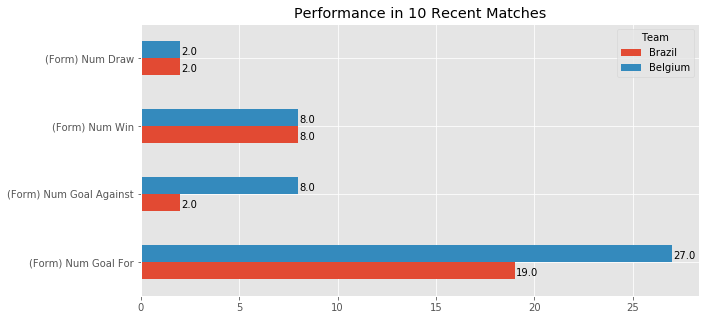 Performance in 10 Recent Matches
Team
Brazil
Belgium
(Form) Num Draw
2.0
2.0
(Form) Num Win
8.0
8.0
(Form) Num Goal Against
8.0
2.0
(Form) Num Goal For
27.0
19.0
0 5 10 15 20 25